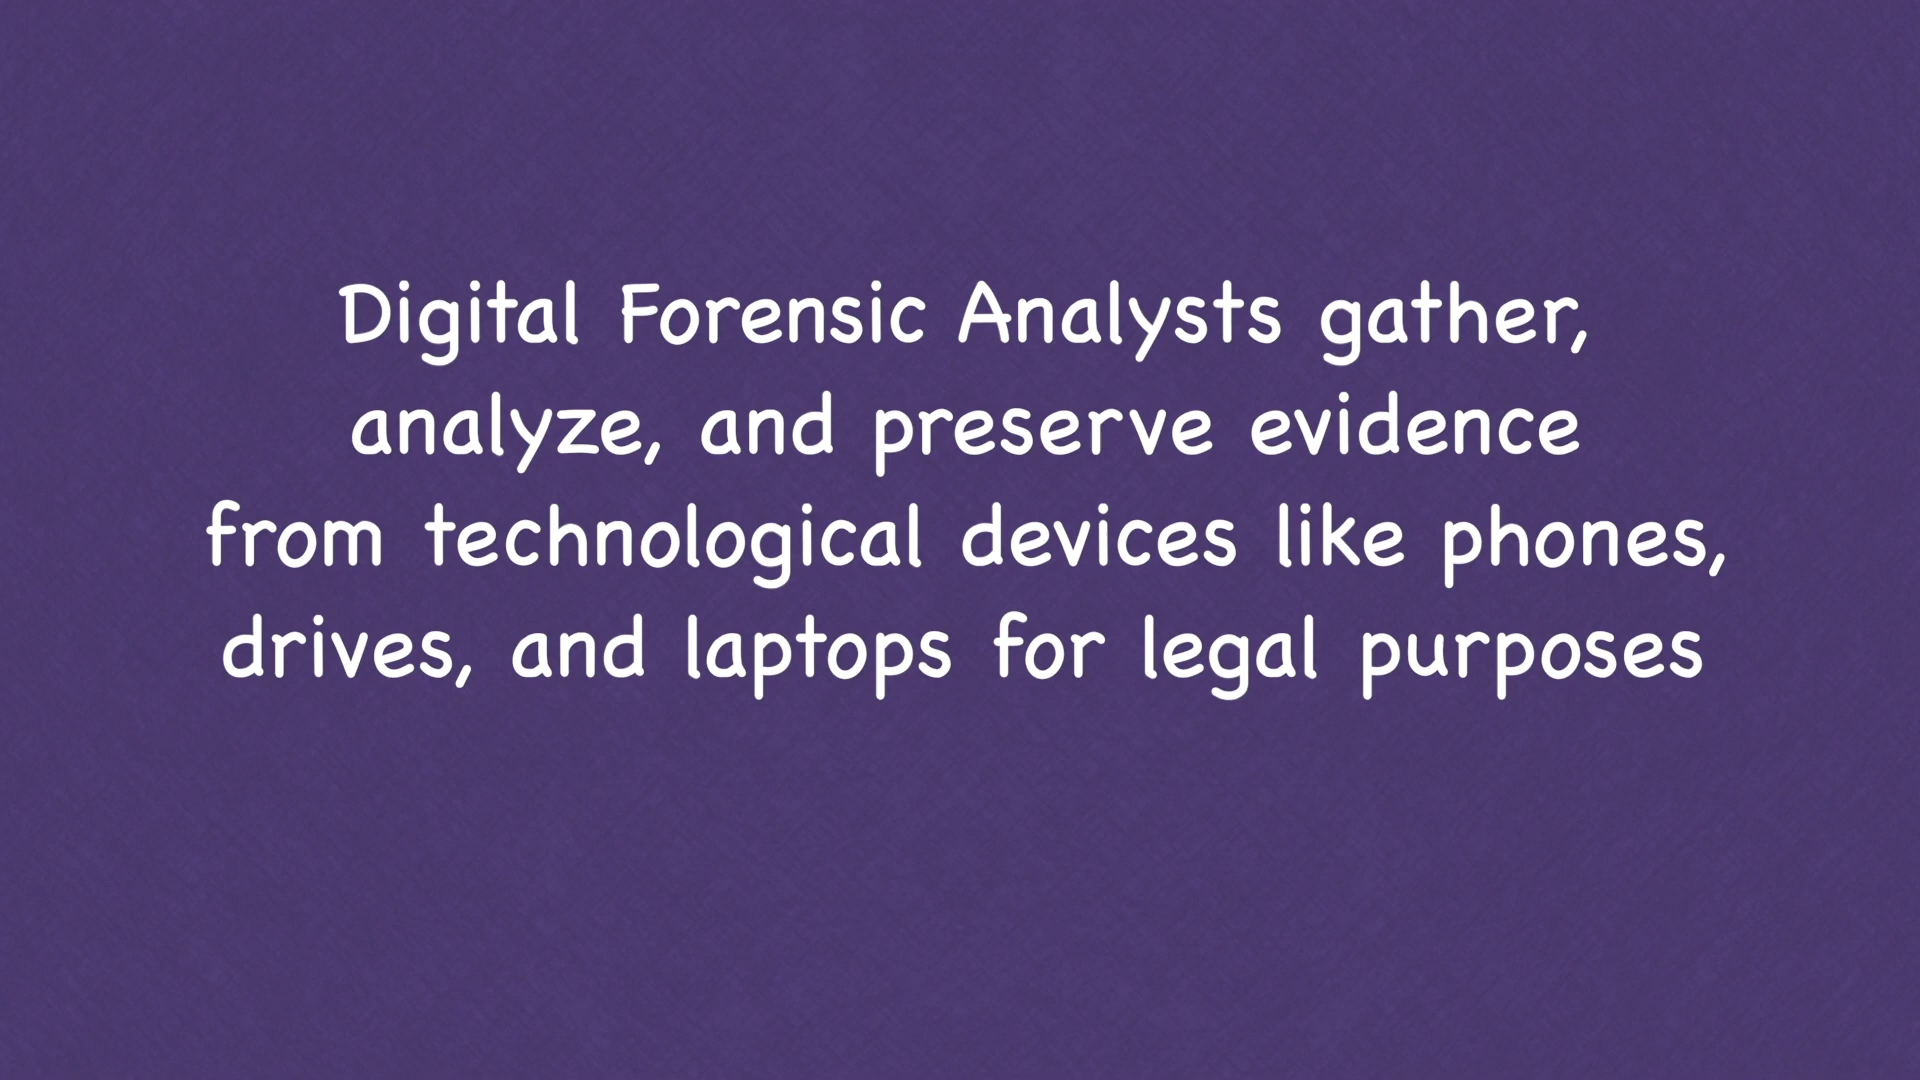 Digital Forensic Analysts gather,
analyze, and preserve evidence
from technological devices like phones,
drives, and laptops for legal purposes